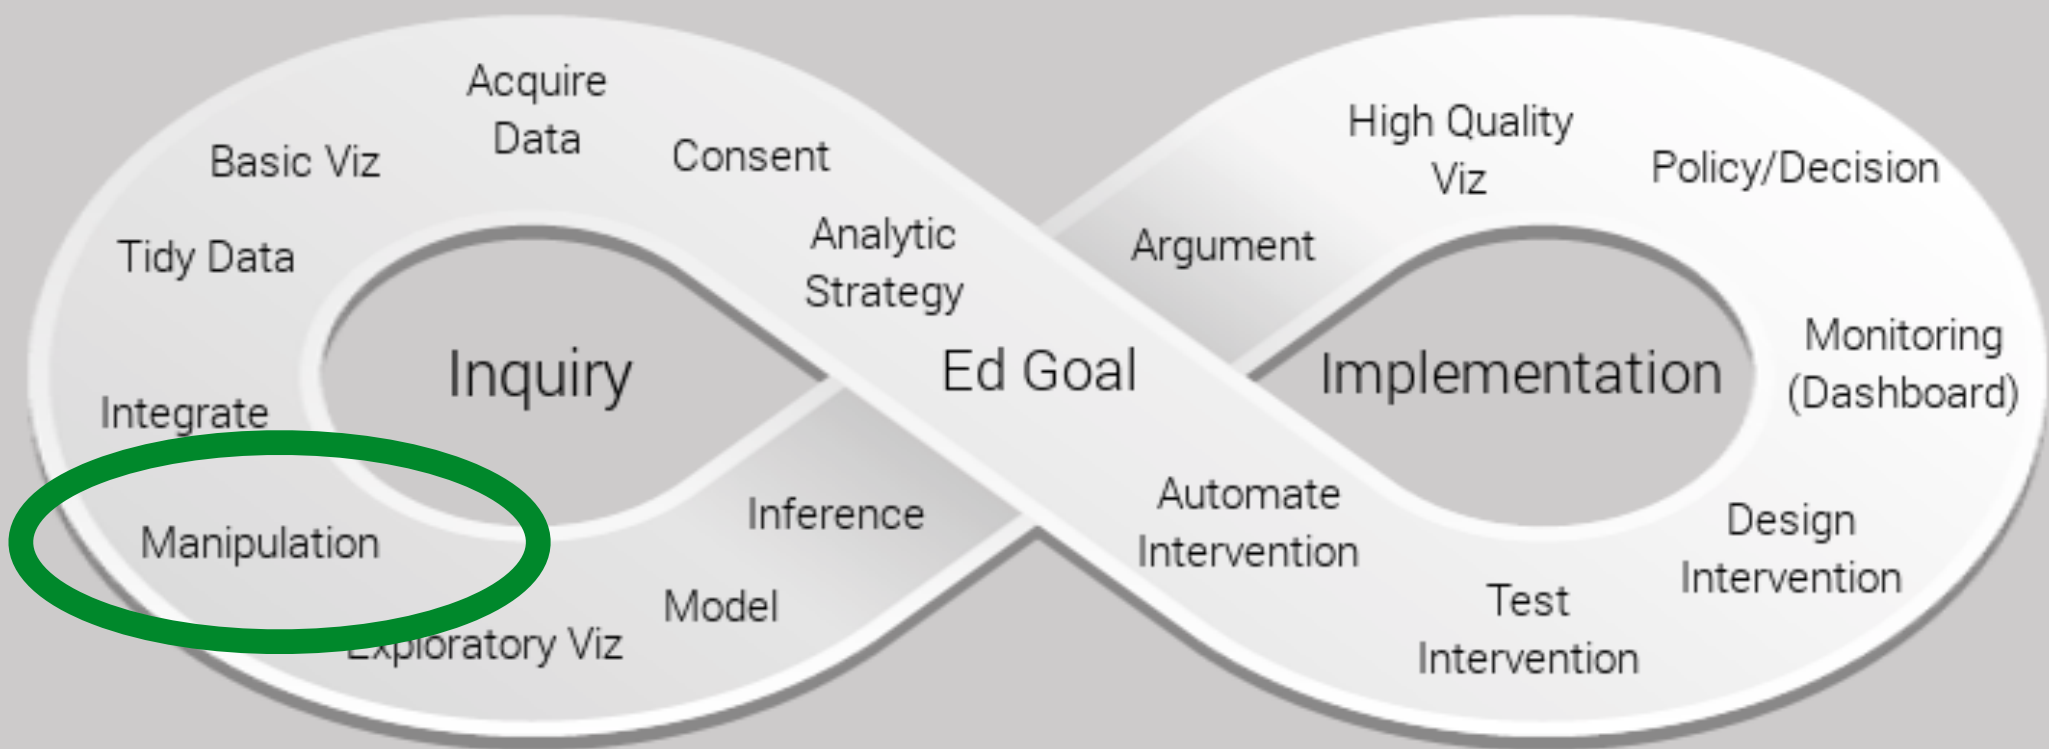 Acquire
Data
Consent
Basic Viz
Tidy Data
Analytic
Strategy
Integrate
Inquiry
Ed Goal
Manipulation
Exploratory Viz
Model
Inference
Argument
High Quality
Viz
Policy/Decision
Implementation
Monitoring
(Dashboard)
Design
Intervention
Test
Intervention
Automate
Intervention